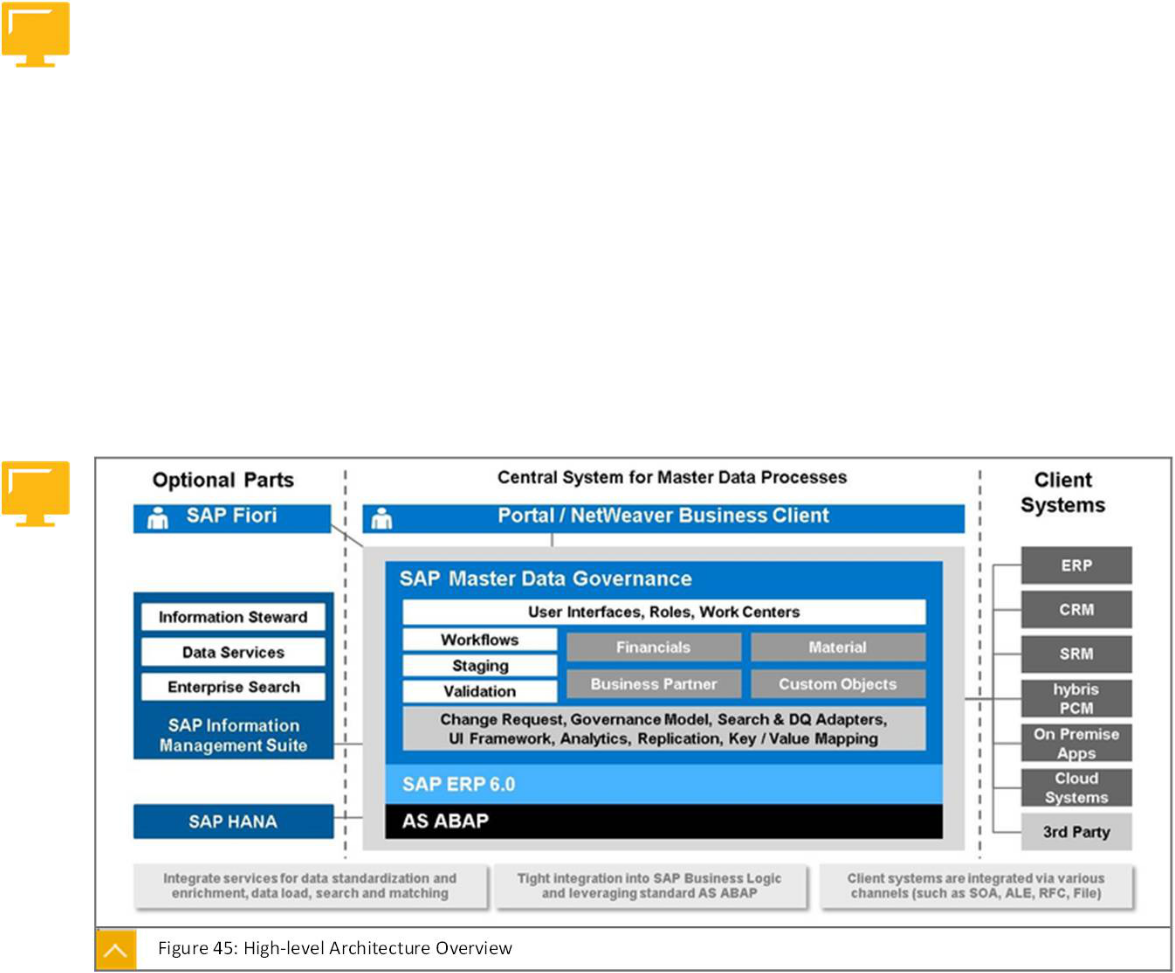 Optional Parts
Central System for Master Data Processes
Client
Systems
SAP Fiori
Portal / NetWeaver Business Client
SAP Master Data Governance
User Interfaces, Roles, Work Centers
Workflows
Staging
Validation
Financials
Material
Business Partner
Custom Objects
Change Request, Governance Model, Search & DQ Adapters,
UI Framework, Analytics, Replication, Key / Value Mapping
SAP ERP 6.0
AS ABAP
Information Steward
Data Services
Enterprise Search
SAP Information
Management Suite
SAP HANA
ERP
CRM
SRM
hybris
PCM
On Premise
Apps
Cloud
Systems
3rd Party
Integrate services for data standardization and
enrichment, data load, search and matching
Tight integration into SAP Business Logic
and leveraging standard AS ABAP
Client systems are integrated via various
channels (such as SOA, ALE, RFC, File)
Figure 45: High-level Architecture Overview